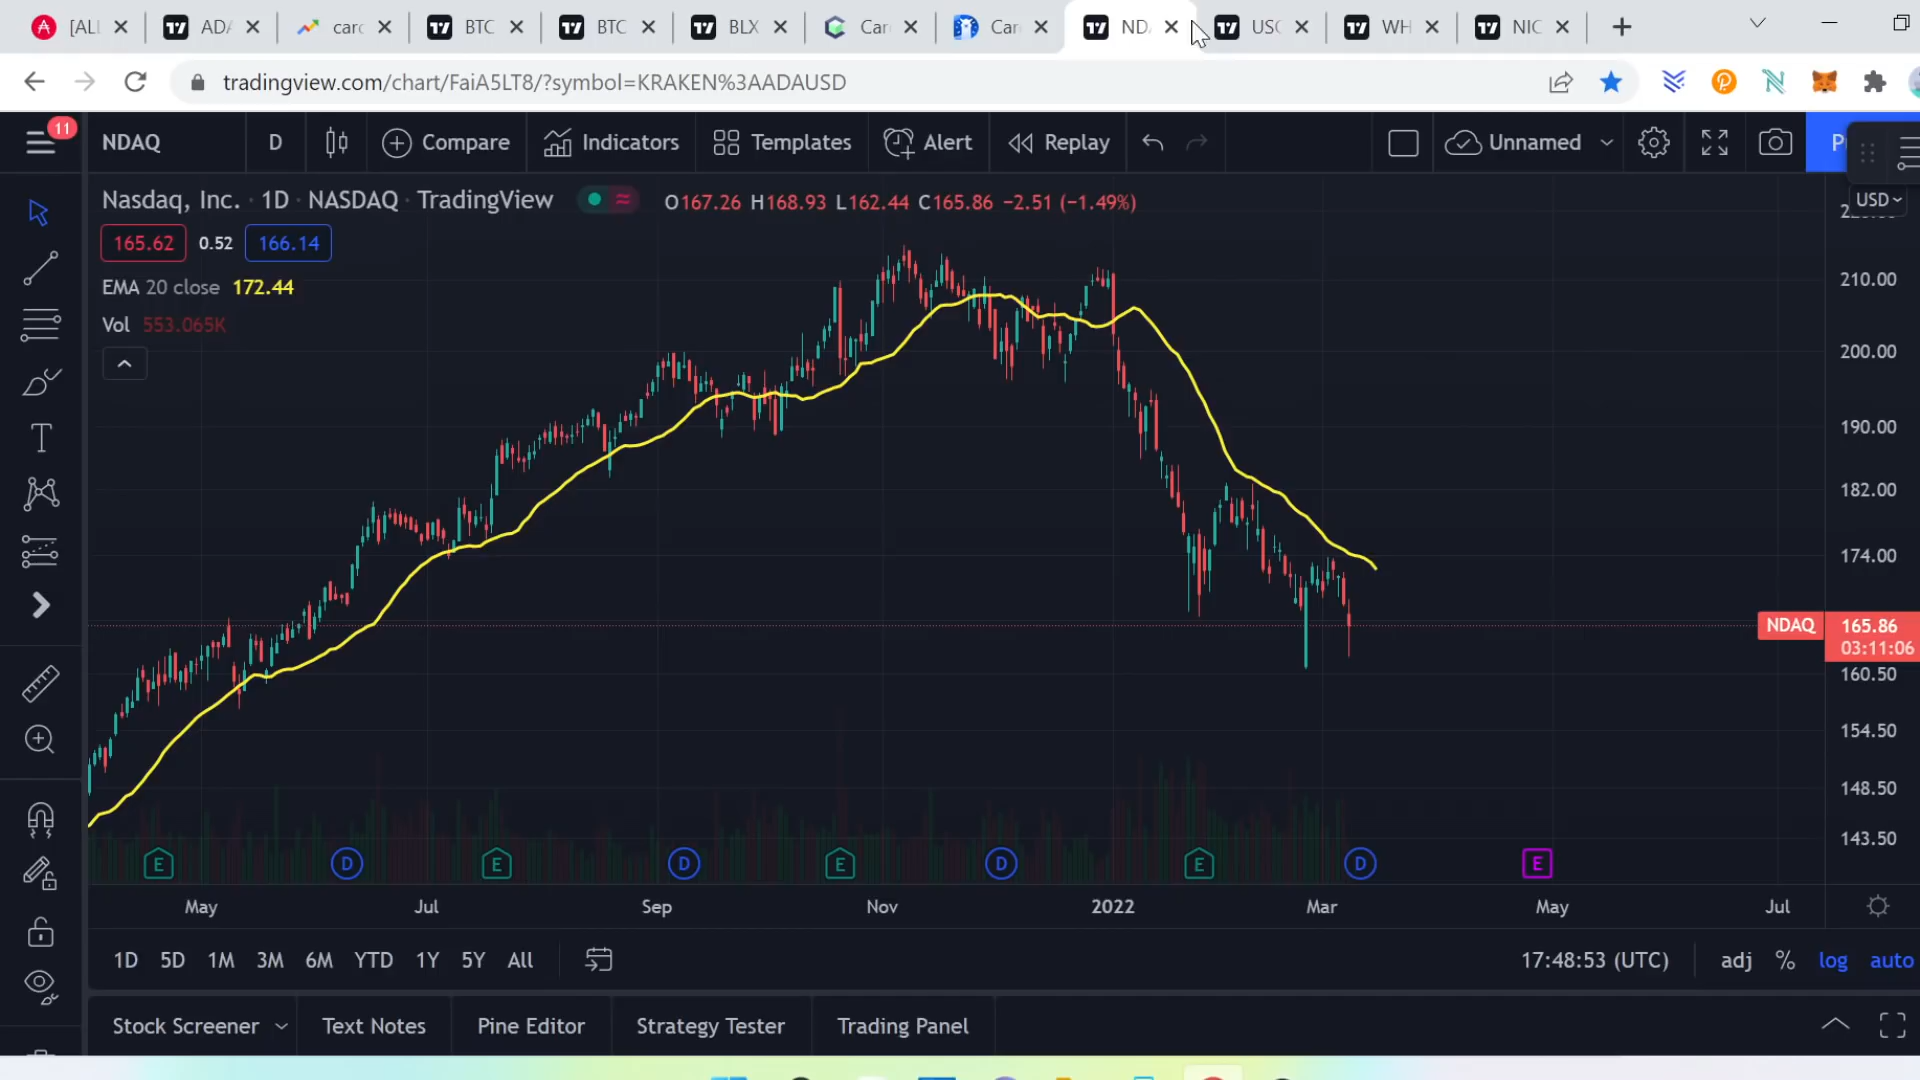 [ALL
ADA
card
BTC
BTC
BLX
Car
Car
ND
USO
WH
NIC
tradingview.com/chart/FaiA5LT8/?symbol=KRAKEN%3AADAUSD
11
NDAQ
D
Compare
Indicators
Templates
Alert
Replay
Unnamed
Nasdaq, Inc. · 1D · NASDAQ · TradingView
O167.26 H168.93 L162.44 C165.86 −2.51 (−1.49%)
USD
165.62 0.52 166.14
EMA 20 close 172.44
Vol 553.065K
210.00
200.00
190.00
182.00
174.00
NDAQ 165.86
03:11:06
160.50
154.50
148.50
143.50
E D E D E D E D E
May Jul Sep Nov 2022 Mar May Jul
1D 5D 1M 3M 6M YTD 1Y 5Y All
17:48:53 (UTC) adj % log auto
Stock Screener Text Notes Pine Editor Strategy Tester Trading Panel